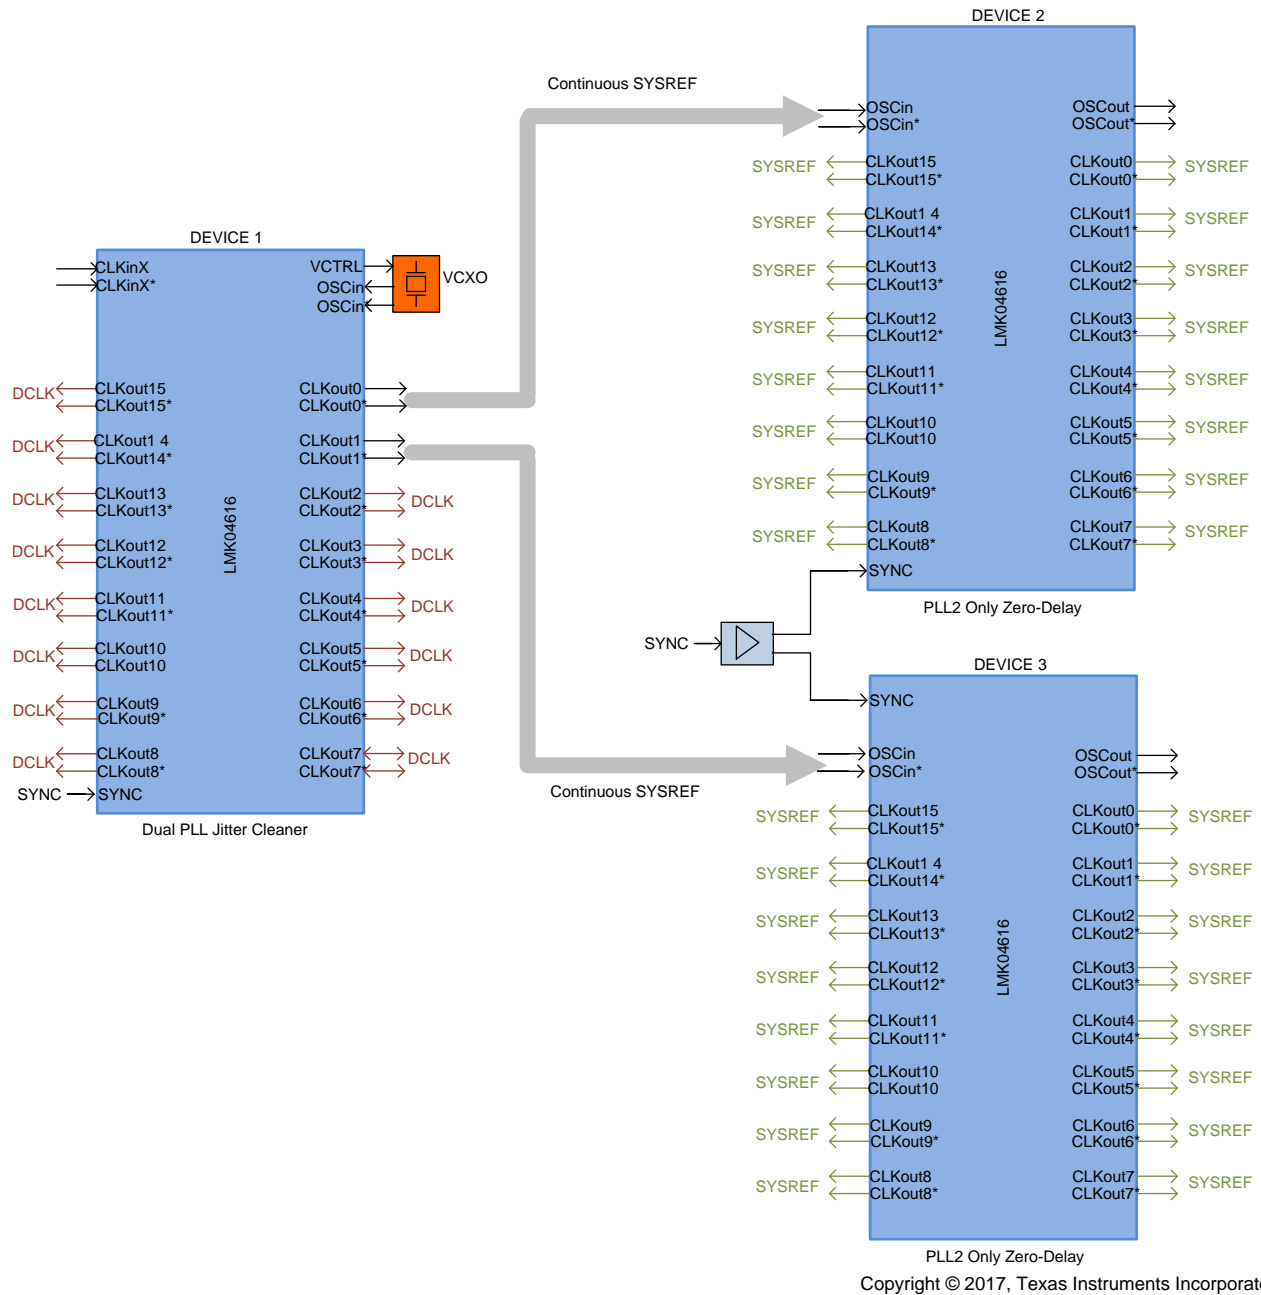 DEVICE 2
Continuous SYSREF
OSCin
OSCin*
OSCout
OSCout*
SYSREF CLKout15
CLKout15*
CLKout0 SYSREF
CLKout0*
SYSREF CLKout1 4
CLKout14*
CLKout1 SYSREF
CLKout1*
SYSREF CLKout13
CLKout13*
CLKout2 SYSREF
CLKout2*
SYSREF CLKout12
CLKout12*
CLKout3 SYSREF
CLKout3*
SYSREF CLKout11
CLKout11*
CLKout4 SYSREF
CLKout4*
SYSREF CLKout10
CLKout10
CLKout5 SYSREF
CLKout5*
SYSREF CLKout9
CLKout9*
CLKout6 SYSREF
CLKout6*
SYSREF CLKout8
CLKout8*
CLKout7 SYSREF
CLKout7*
SYNC
LMK04616
PLL2 Only Zero-Delay
DEVICE 1
CLKinX
CLKinX*
VCTRL
OSCin
OSCin*
VCXO
DCLK CLKout15
CLKout15*
CLKout0
CLKout0*
DCLK CLKout1 4
CLKout14*
CLKout1
CLKout1*
DCLK CLKout13
CLKout13*
CLKout2 DCLK
CLKout2*
DCLK CLKout12
CLKout12*
CLKout3 DCLK
CLKout3*
DCLK CLKout11
CLKout11*
CLKout4 DCLK
CLKout4*
DCLK CLKout10
CLKout10
CLKout5 DCLK
CLKout5*
DCLK CLKout9
CLKout9*
CLKout6 DCLK
CLKout6*
DCLK CLKout8
CLKout8*
CLKout7 DCLK
CLKout7*
SYNC SYNC
LMK04616
Dual PLL Jitter Cleaner
SYNC
DEVICE 3
SYNC
OSCin
OSCin*
OSCout
OSCout*
Continuous SYSREF
SYSREF CLKout15
CLKout15*
CLKout0 SYSREF
CLKout0*
SYSREF CLKout1 4
CLKout14*
CLKout1 SYSREF
CLKout1*
SYSREF CLKout13
CLKout13*
CLKout2 SYSREF
CLKout2*
SYSREF CLKout12
CLKout12*
CLKout3 SYSREF
CLKout3*
SYSREF CLKout11
CLKout11*
CLKout4 SYSREF
CLKout4*
SYSREF CLKout10
CLKout10
CLKout5 SYSREF
CLKout5*
SYSREF CLKout9
CLKout9*
CLKout6 SYSREF
CLKout6*
SYSREF CLKout8
CLKout8*
CLKout7 SYSREF
CLKout7*
LMK04616
PLL2 Only Zero-Delay
Copyright © 2017, Texas Instruments Incorporat